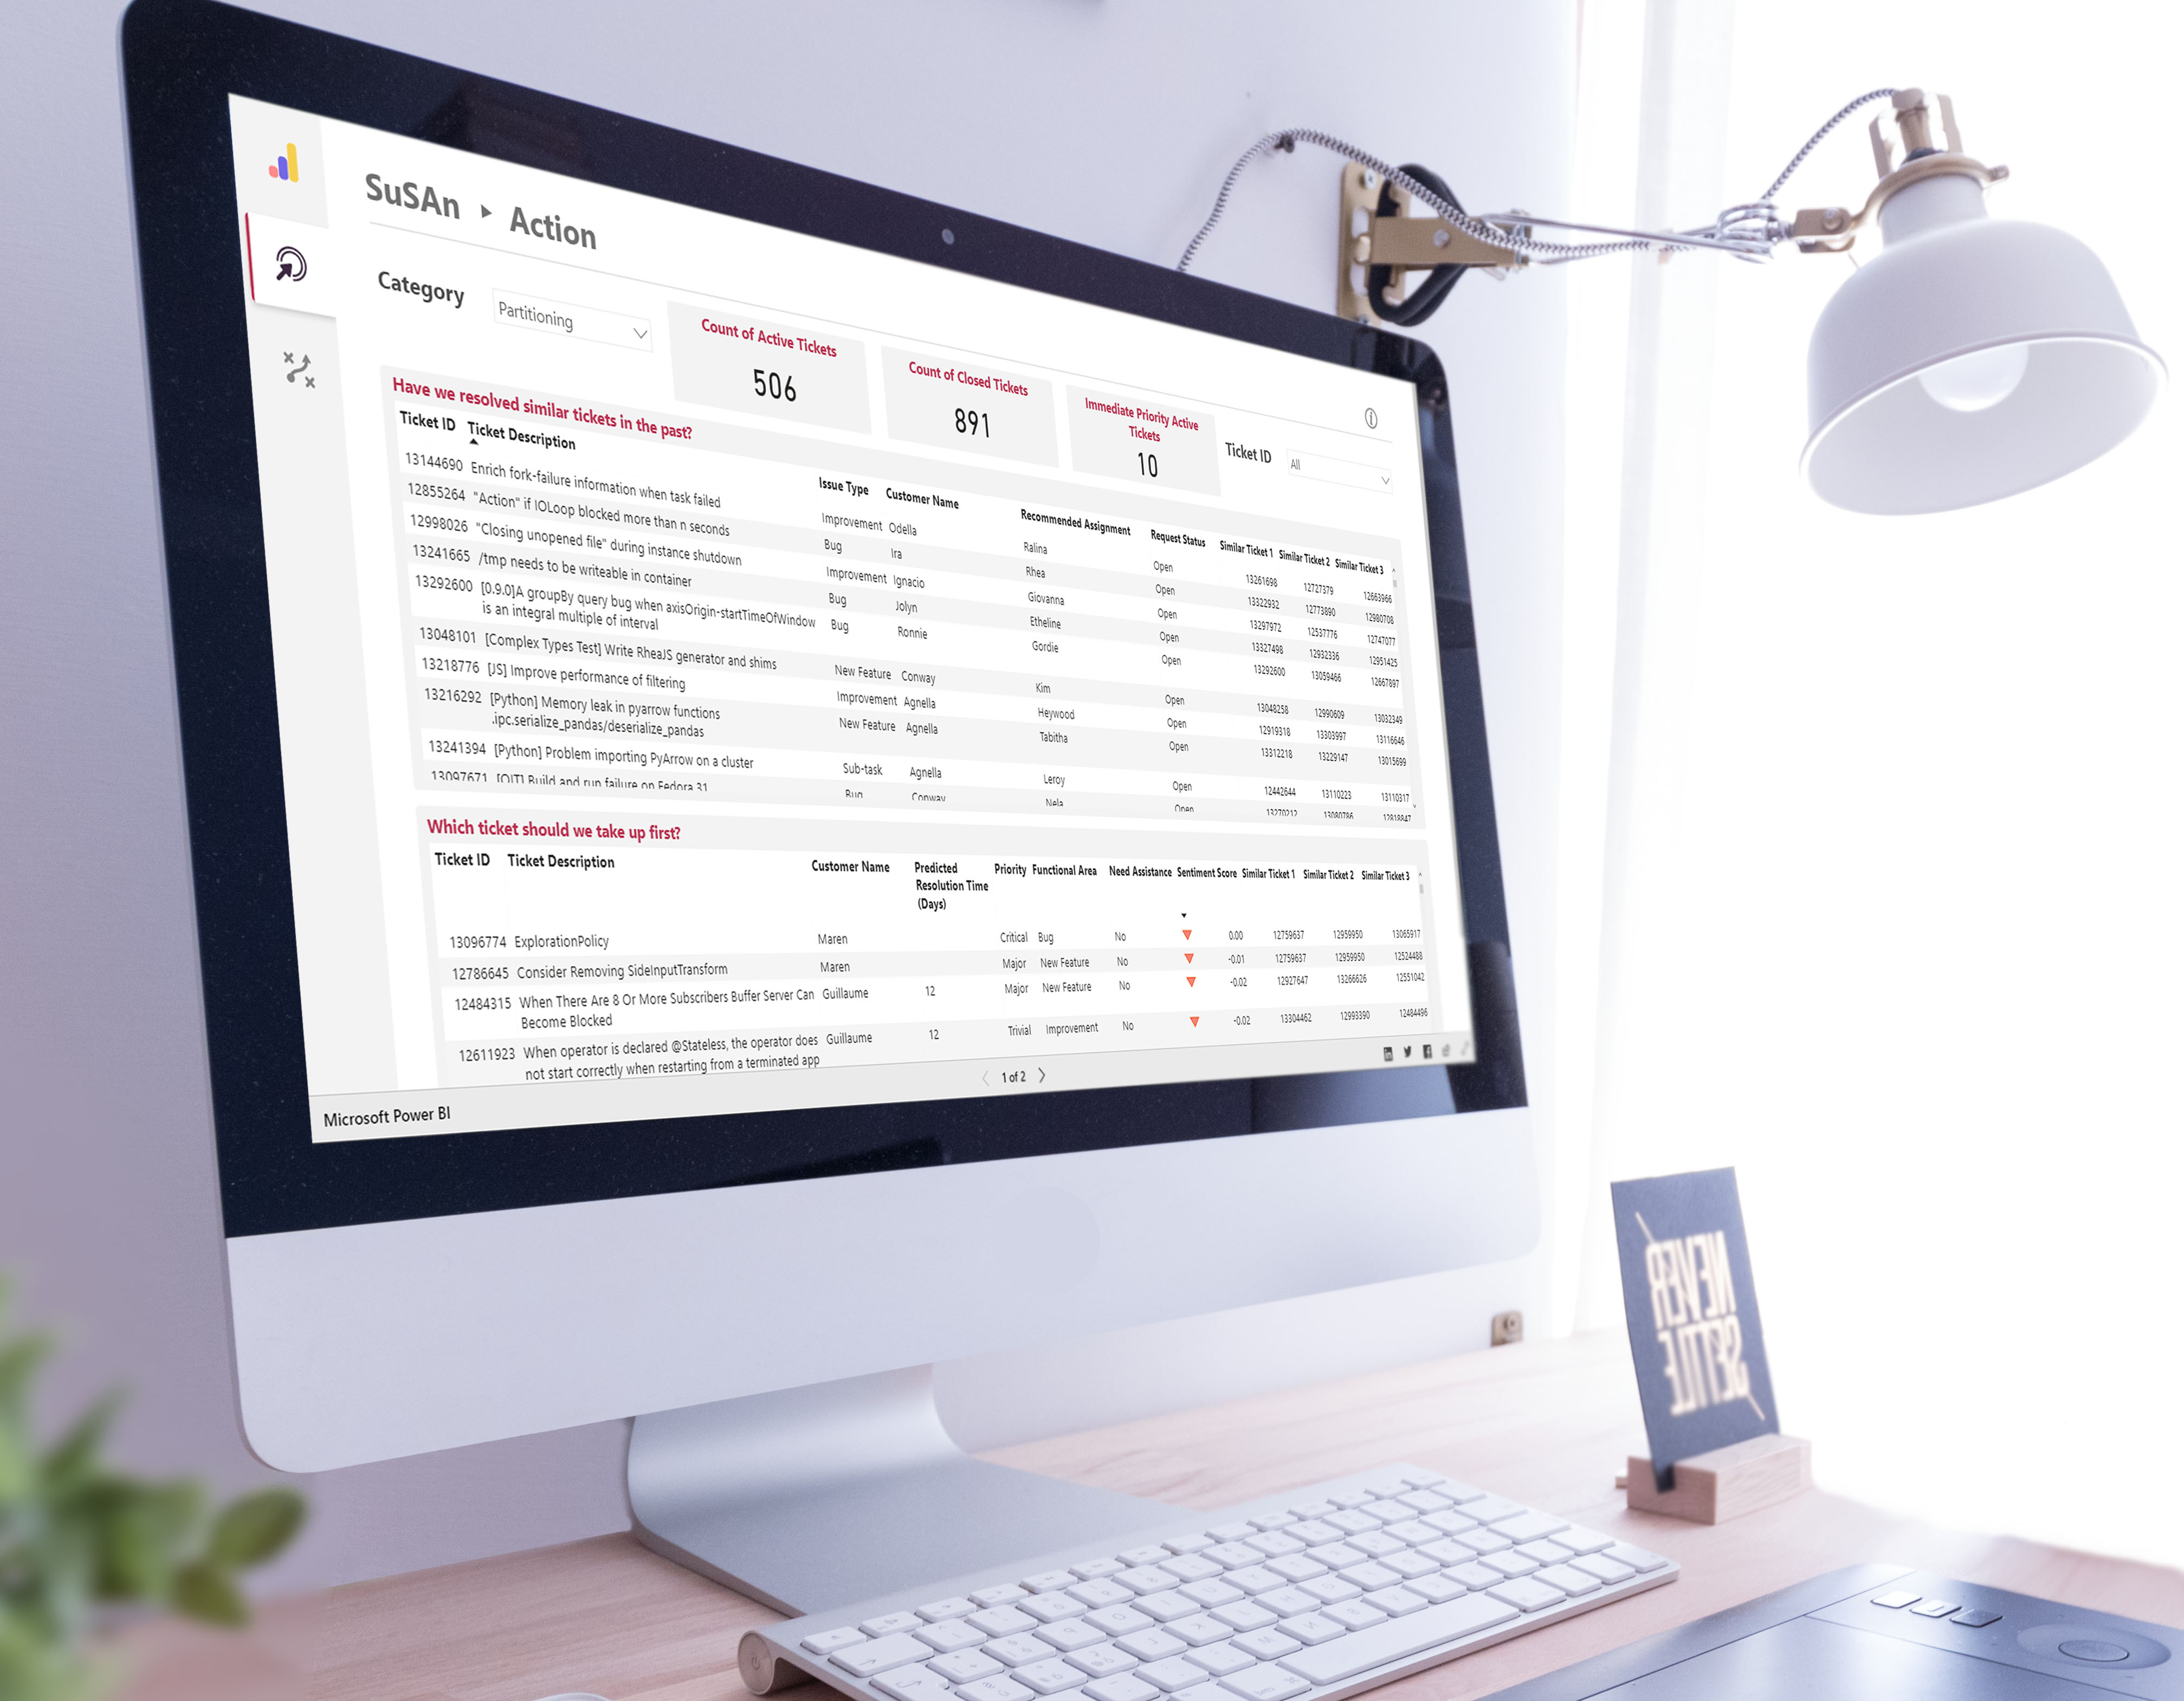 SuSAn ▸ Action
Category Partitioning
Count of Active Tickets
506
Count of Closed Tickets
891
Immediate Priority Active
Tickets
10
Ticket ID All
Have we resolved similar tickets in the past?
Ticket ID Ticket Description Issue Type Customer Name Recommended Assignment Request Status Similar Ticket 1 Similar Ticket 2 Similar Ticket 3
13144690 Enrich fork-failure information when task failed Improvement Odella Ralina Open 13261698 12727379 12663966
12855264 "Action" if IOLoop blocked more than n seconds Bug Ira Rhea Open 13322932 12773890 12980708
12998026 "Closing unopened file" during instance shutdown Improvement Ignacio Giovanna Open 13297972 12537776 12747077
13241665 /tmp needs to be writeable in container Bug Jolyn Etheline Open 13327498 12932336 12951425
13292600 [0.9.0]A groupBy query bug when axisOrigin-startTimeOfWindow Bug Ronnie Gordie Open 13292600 13059466 12667897
is an integral multiple of interval
13048101 [Complex Types Test] Write RheaJS generator and shims New Feature Conway Kim Open 13048258 12990609 13032349
13218776 [JS] Improve performance of filtering Improvement Agnella Heywood Open 12919318 13303997 13116646
13216292 [Python] Memory leak in pyarrow functions New Feature Agnella Tabitha Open 13312218 13229147 13015699
.ipc.serialize_pandas/deserialize_pandas
13241394 [Python] Problem importing PyArrow on a cluster Sub-task Agnella Leroy Open 12442644 13110223 13110317
13097671 Build and run failure on Fedora 31 Bug Conway Nela Open 13270212 13080786
Which ticket should we take up first?
Ticket ID Ticket Description Customer Name Predicted Priority Functional Area Need Assistance Sentiment Score Similar Ticket 1 Similar Ticket 2 Similar Ticket 3
Resolution Time
(Days)
13096774 ExplorationPolicy Maren Critical Bug No 0.00 12759637 12959950 13065917
12786645 Consider Removing SideInputTransform Maren Major New Feature No -0.01 12759637 12959950 12524488
12484315 When There Are 8 Or More Subscribers Buffer Server Can Guillaume 12 Major New Feature No -0.02 12927647 13266626 12551042
Become Blocked
12611923 When operator is declared @Stateless, the operator does Guillaume 12 Trivial Improvement No -0.02 13304462 12993390 12484496
not start correctly when restarting from a terminated app
Microsoft Power BI 1 of 2
NEVER
SETTLE